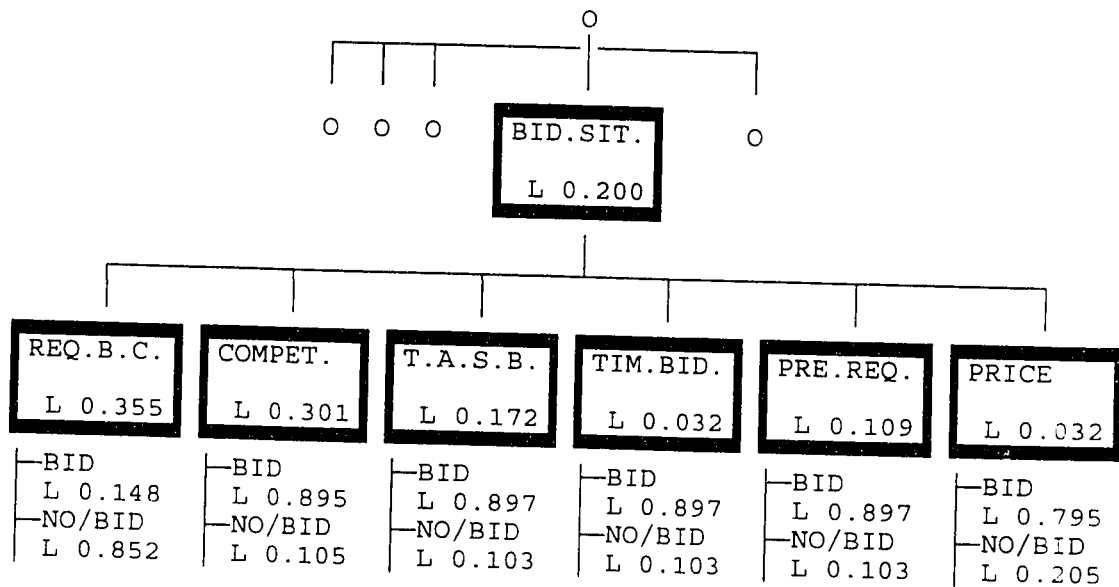 O
O O O O
BID.SIT.
L 0.200
REQ.B.C. COMPET. T.A.S.B. TIM.BID. PRE.REQ. PRICE
L 0.355 L 0.301 L 0.172 L 0.032 L 0.109 L 0.032
BID BID BID BID BID BID
L 0.148 L 0.895 L 0.897 L 0.897 L 0.897 L 0.795
NO/BID NO/BID NO/BID NO/BID NO/BID NO/BID
L 0.852 L 0.105 L 0.103 L 0.103 L 0.103 L 0.205